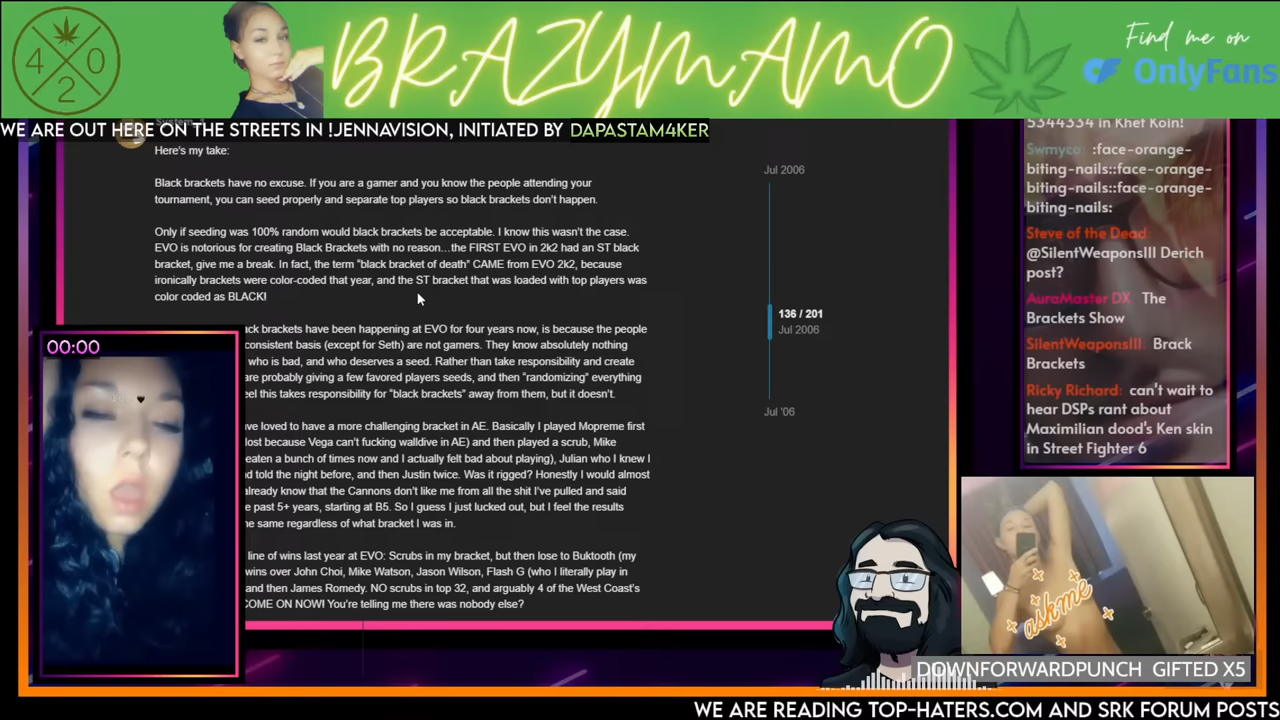 420
BRAZYMAMO
Find me on
OnlyFans
WE ARE OUT HERE ON THE STREETS IN !JENNAVISION, INITIATED BY DAPASTAM4KER
Here's my take:
Black brackets have no excuse. If you are a gamer and you know the people attending your
tournament, you can seed properly and separate top players so black brackets don't happen.
Only if seeding was 100% random would black brackets be acceptable. I know this wasn't the case.
EVO is notorious for creating Black Brackets with no reason...the FIRST EVO in 2k2 had an ST black
bracket, give me a break. In fact, the term "black bracket of death" CAME from EVO 2k2, because
ironically brackets were color-coded that year, and the ST bracket that was loaded with top players was
color coded as BLACK!
ack brackets have been happening at EVO for four years now, is because the people
consistent basis (except for Seth) are not gamers. They know absolutely nothing
who is bad, and who deserves a seed. Rather than take responsibility and create
are probably giving a few favored players seeds, and then "randomizing" everything
eel this takes responsibility for "black brackets" away from them, but it doesn't.
ve loved to have a more challenging bracket in AE. Basically I played Mopreme first
lost because Vega can't fucking walldive in AE) and then played a scrub, Mike
eaten a bunch of times now and I actually felt bad about playing), Julian who I knew I
d told the night before, and then Justin twice. Was it rigged? Honestly I would almost
already know that the Cannons don't like me from all the shit I've pulled and said
e past 5+ years, starting at B5. So I guess I just lucked out, but I feel the results
he same regardless of what bracket I was in.
line of wins last year at EVO: Scrubs in my bracket, but then lose to Buktooth (my
wins over John Choi, Mike Watson, Jason Wilson, Flash G (who I literally play in
and then James Romedy. NO scrubs in top 32, and arguably 4 of the West Coast's
COME ON NOW! You're telling me there was nobody else?
Jul 2006
136 / 201
Jul 2006
Jul '06
00:00
5344334 in Khet Koin!
Swmyco: :face-orange-
biting-nails::face-orange-
biting-nails::face-orange-
biting-nails:
Steve of the Dead:
@SilentWeaponsIII Derich
post?
AuraMaster DX The
Brackets Show
SilentWeaponsIII: Brack
Brackets
Ricky Richard: can't wait to
hear DSPs rant about
Maximilian dood's Ken skin
in Street Fighter 6
askme
DOWNFORWARDPUNCH GIFTED X5
WE ARE READING TOP-HATERS.COM AND SRK FORUM POSTS